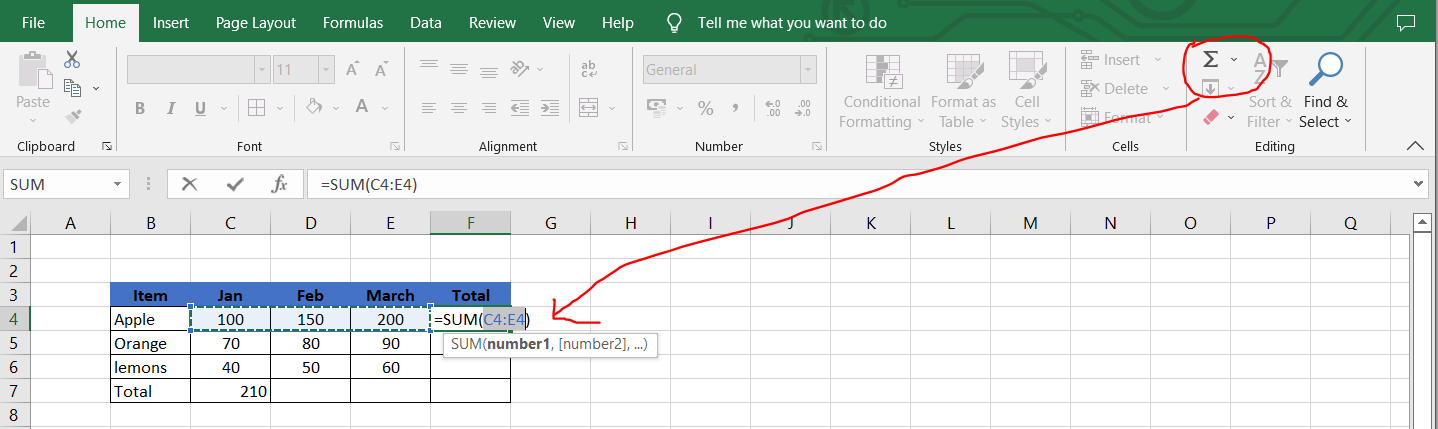 File Home Insert Page Layout Formulas Data Review View Help Tell me what you want to do
11 A A ab General Σ
Paste B I U A % , Conditional Format as Cell Insert Delete Format Sort & Find &
Formatting Table Styles Filter Select
Clipboard Font Alignment Number Styles Cells Editing
SUM fx =SUM(C4:E4)
A B C D E F G H I J K L M N O P Q
1
2
3 Item Jan Feb March Total
4 Apple 100 150 200 =SUM(C4:E4)
5 Orange 70 80 90 SUM(number1, [number2], ...)
6 lemons 40 50 60
7 Total 210
8